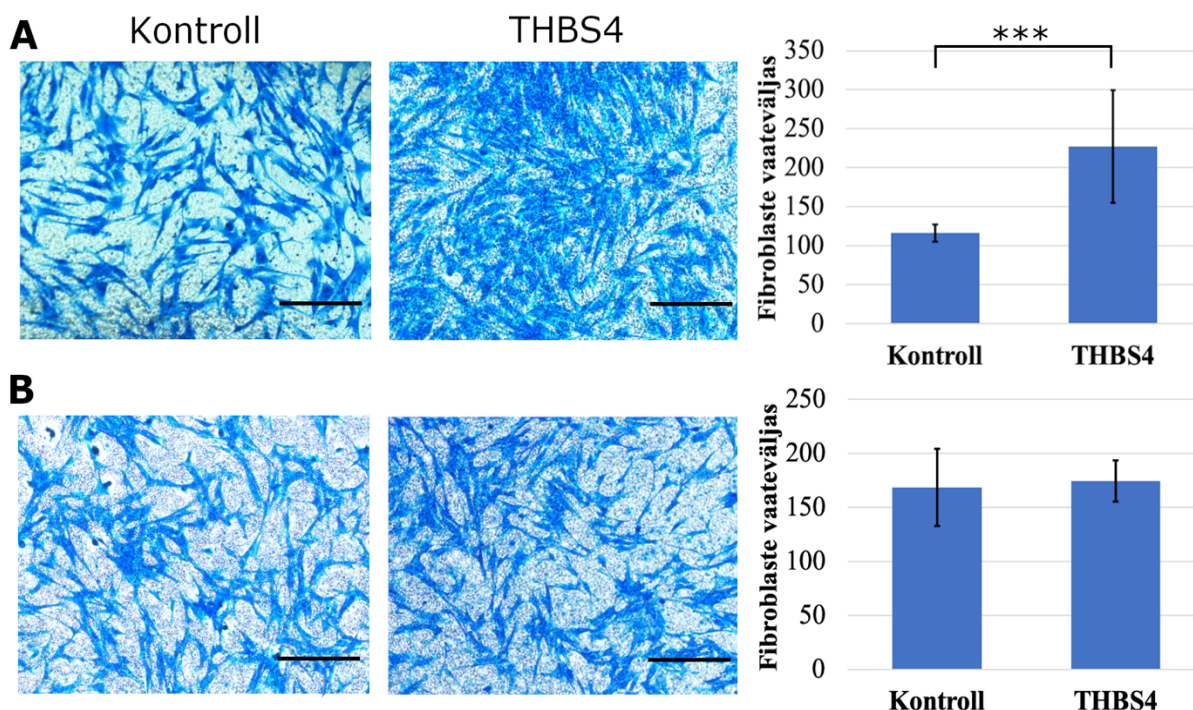 A
Kontroll
THBS4
***
Fibroblaste vaateväljas
350
300
250
200
150
100
50
0
Kontroll
THBS4
B
Fibroblaste vaateväljas
250
200
150
100
50
0
Kontroll
THBS4